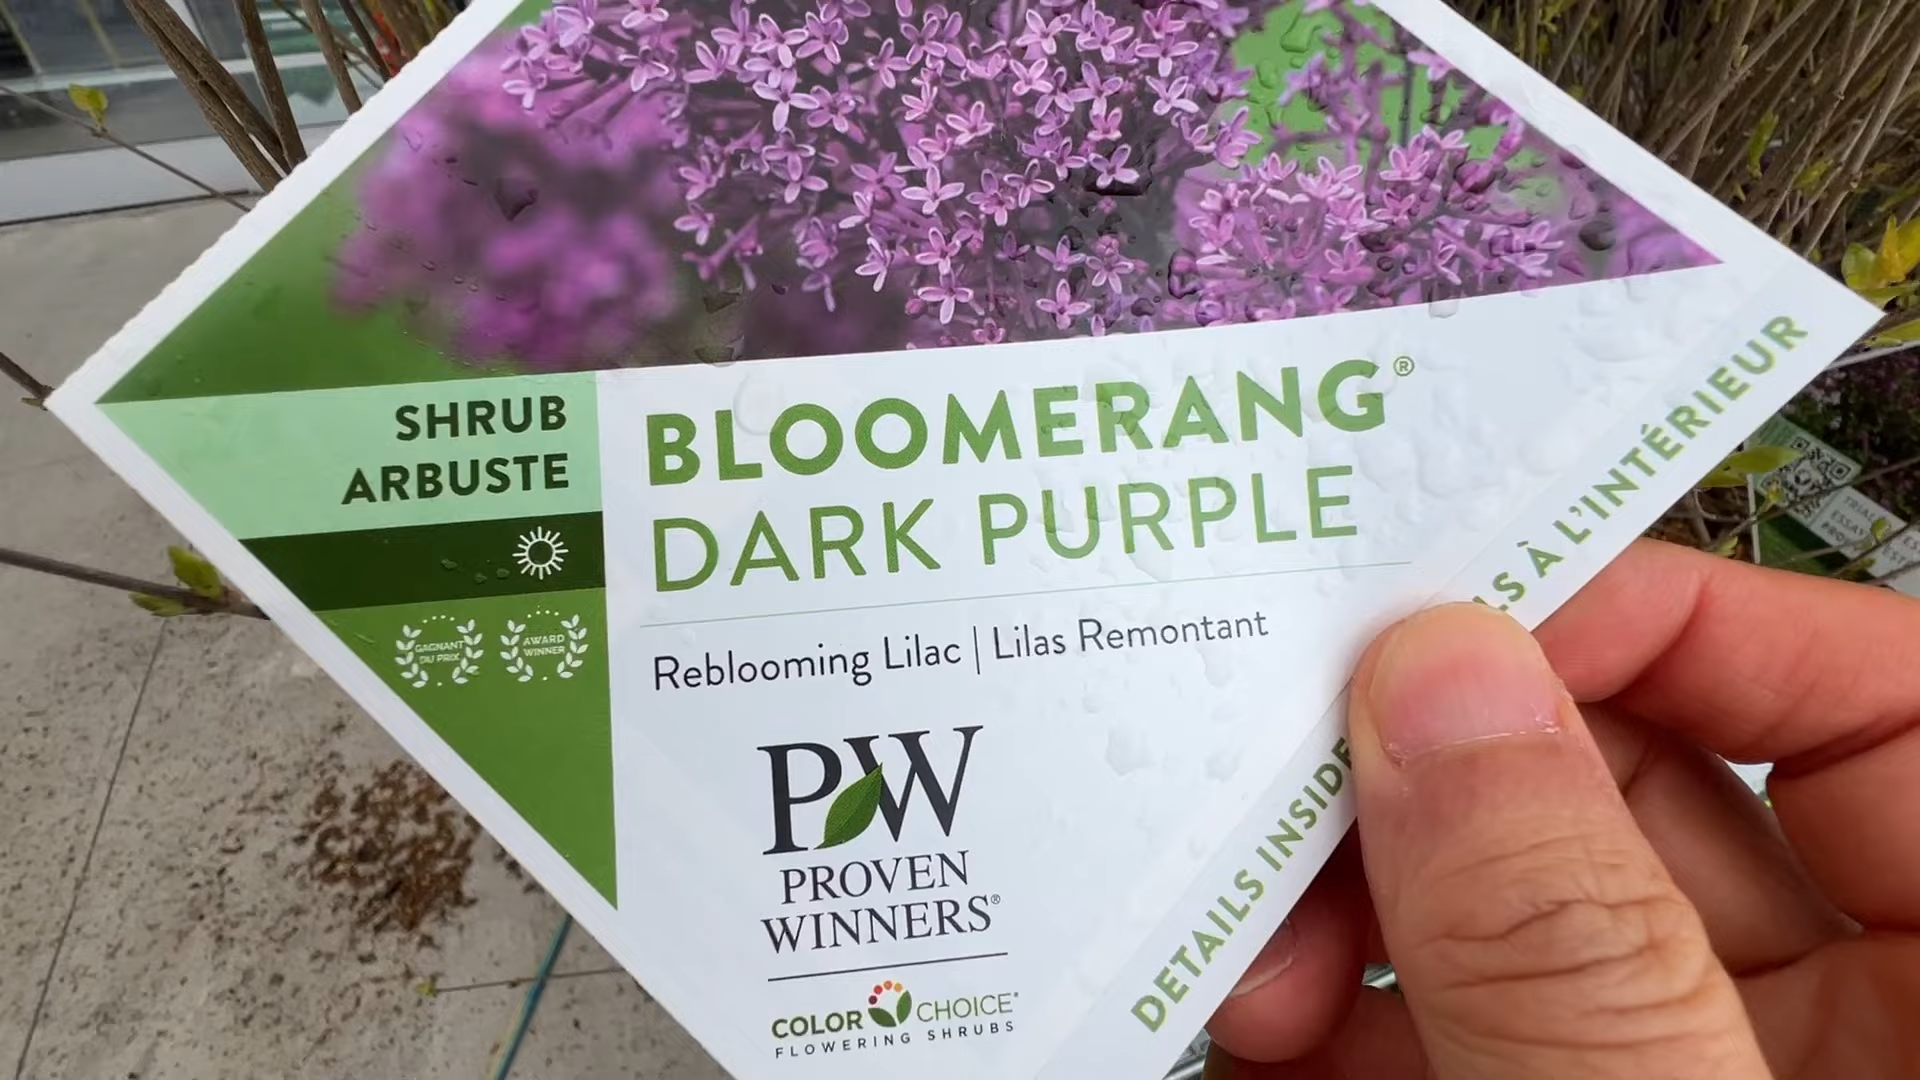 SHRUB
ARBUSTE
GAGNANT
DU PRIX
AWARD
WINNER
BLOOMERANG®
DARK PURPLE
Reblooming Lilac | Lilas Remontant
PW
PROVEN
WINNERS®
COLOR CHOICE®
FLOWERING SHRUBS
DETAILS INSIDE
LS À L'INTÉRIEUR